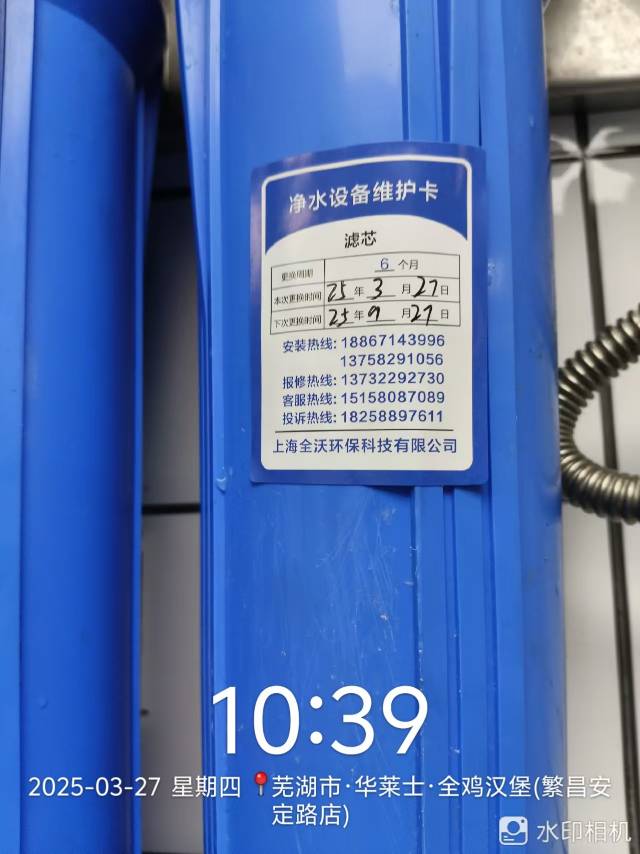 净水设备维护卡
滤芯
更换周期 6 个月
本次更换时间 25 年 3 月 27 日
下次更换时间 25 年 9 月 27 日
安装热线: 18867143996
13758291056
报修热线: 13732292730
客服热线: 15158087089
投诉热线: 18258897611
上海全沃环保科技有限公司
10:39
2025-03-27 星期四 芜湖市·华莱士·全鸡汉堡(繁昌安
定路店)
水印相机